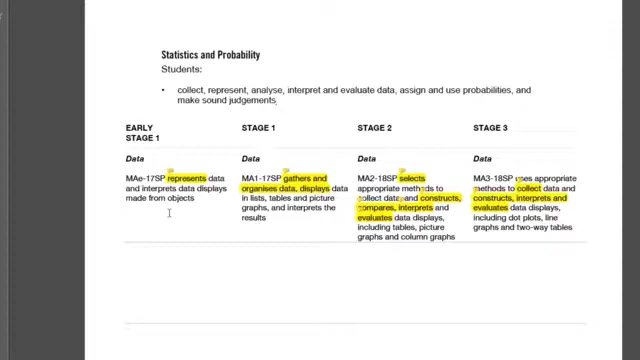 Statistics and Probability
Students:
• collect, represent, analyse, interpret and evaluate data, assign and use probabilities, and
make sound judgements
EARLY
STAGE 1
Data
MAe-17SP represents data
and interprets data displays
made from objects
STAGE 1
Data
MA1-17SP gathers and
organises data, displays data
in lists, tables and picture
graphs, and interprets the
results
STAGE 2
Data
MA2-18SP selects
appropriate methods to
collect data, and constructs,
compares, interprets and
evaluates data displays,
including tables, picture
graphs and column graphs
STAGE 3
Data
MA3-18SP uses appropriate
methods to collect data and
constructs, interprets and
evaluates data displays,
including dot plots, line
graphs and two-way tables